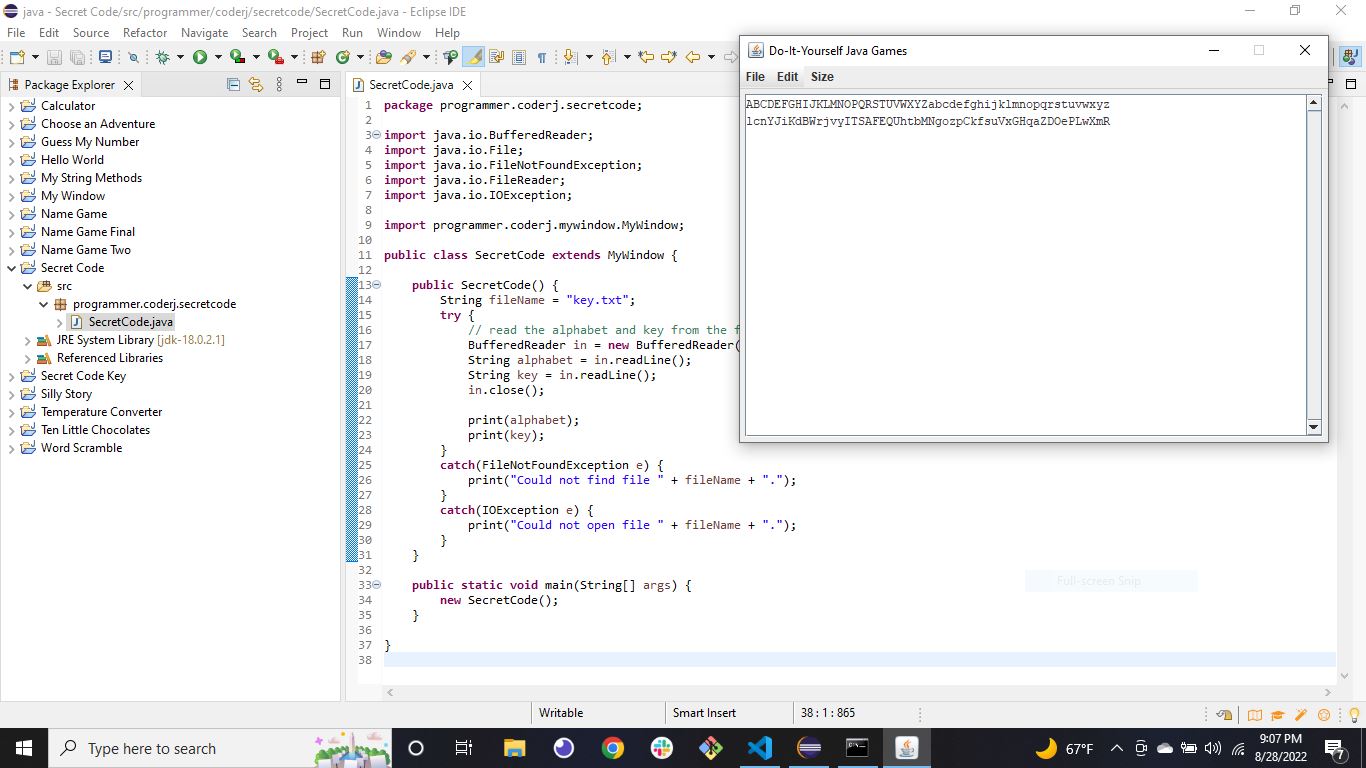 java - Secret Code/src/programmer/coderj/secretcode/SecretCode.java - Eclipse IDE
File Edit Source Refactor Navigate Search Project Run Window Help
Package Explorer
Calculator
Choose an Adventure
Guess My Number
Hello World
My String Methods
My Window
Name Game
Name Game Final
Name Game Two
Secret Code
src
programmer.coderj.secretcode
SecretCode.java
JRE System Library [jdk-18.0.2.1]
Referenced Libraries
Secret Code Key
Silly Story
Temperature Converter
Ten Little Chocolates
Word Scramble
SecretCode.java
1 package programmer.coderj.secretcode;
2
3 import java.io.BufferedReader;
4 import java.io.File;
5 import java.io.FileNotFoundException;
6 import java.io.FileReader;
7 import java.io.IOException;
8
9 import programmer.coderj.mywindow.MyWindow;
10
11 public class SecretCode extends MyWindow {
12
13 public SecretCode() {
14 String fileName = "key.txt";
15 try {
16 // read the alphabet and key from the f
17 BufferedReader in = new BufferedReader(
18 String alphabet = in.readLine();
19 String key = in.readLine();
20 in.close();
21
22 print(alphabet);
23 print(key);
24 }
25 catch(FileNotFoundException e) {
26 print("Could not find file " + fileName + ".");
27 }
28 catch(IOException e) {
29 print("Could not open file " + fileName + ".");
30 }
31 }
32
33 public static void main(String[] args) {
34 new SecretCode();
35 }
36
37 }
38
Do-It-Yourself Java Games
File Edit Size
ABCDEFGHIJKLMNOPQRSTUVWXYZabcdefghijklmnopqrstuvwxyz
lcnYJiKdBWrjvyITSAFEQUhtbMNgozpCkfsuVxGHqaZDOePLwXmR
Full-screen Snip
Writable Smart Insert 38 : 1 : 865
Type here to search
67°F
9:07 PM
8/28/2022
7